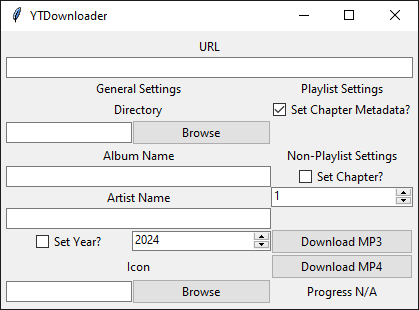 YTDownloader
URL
General Settings
Playlist Settings
Directory
Set Chapter Metadata?
Browse
Album Name
Non-Playlist Settings
Set Chapter?
Artist Name
1
Set Year?
2024
Download MP3
Icon
Download MP4
Browse
Progress N/A